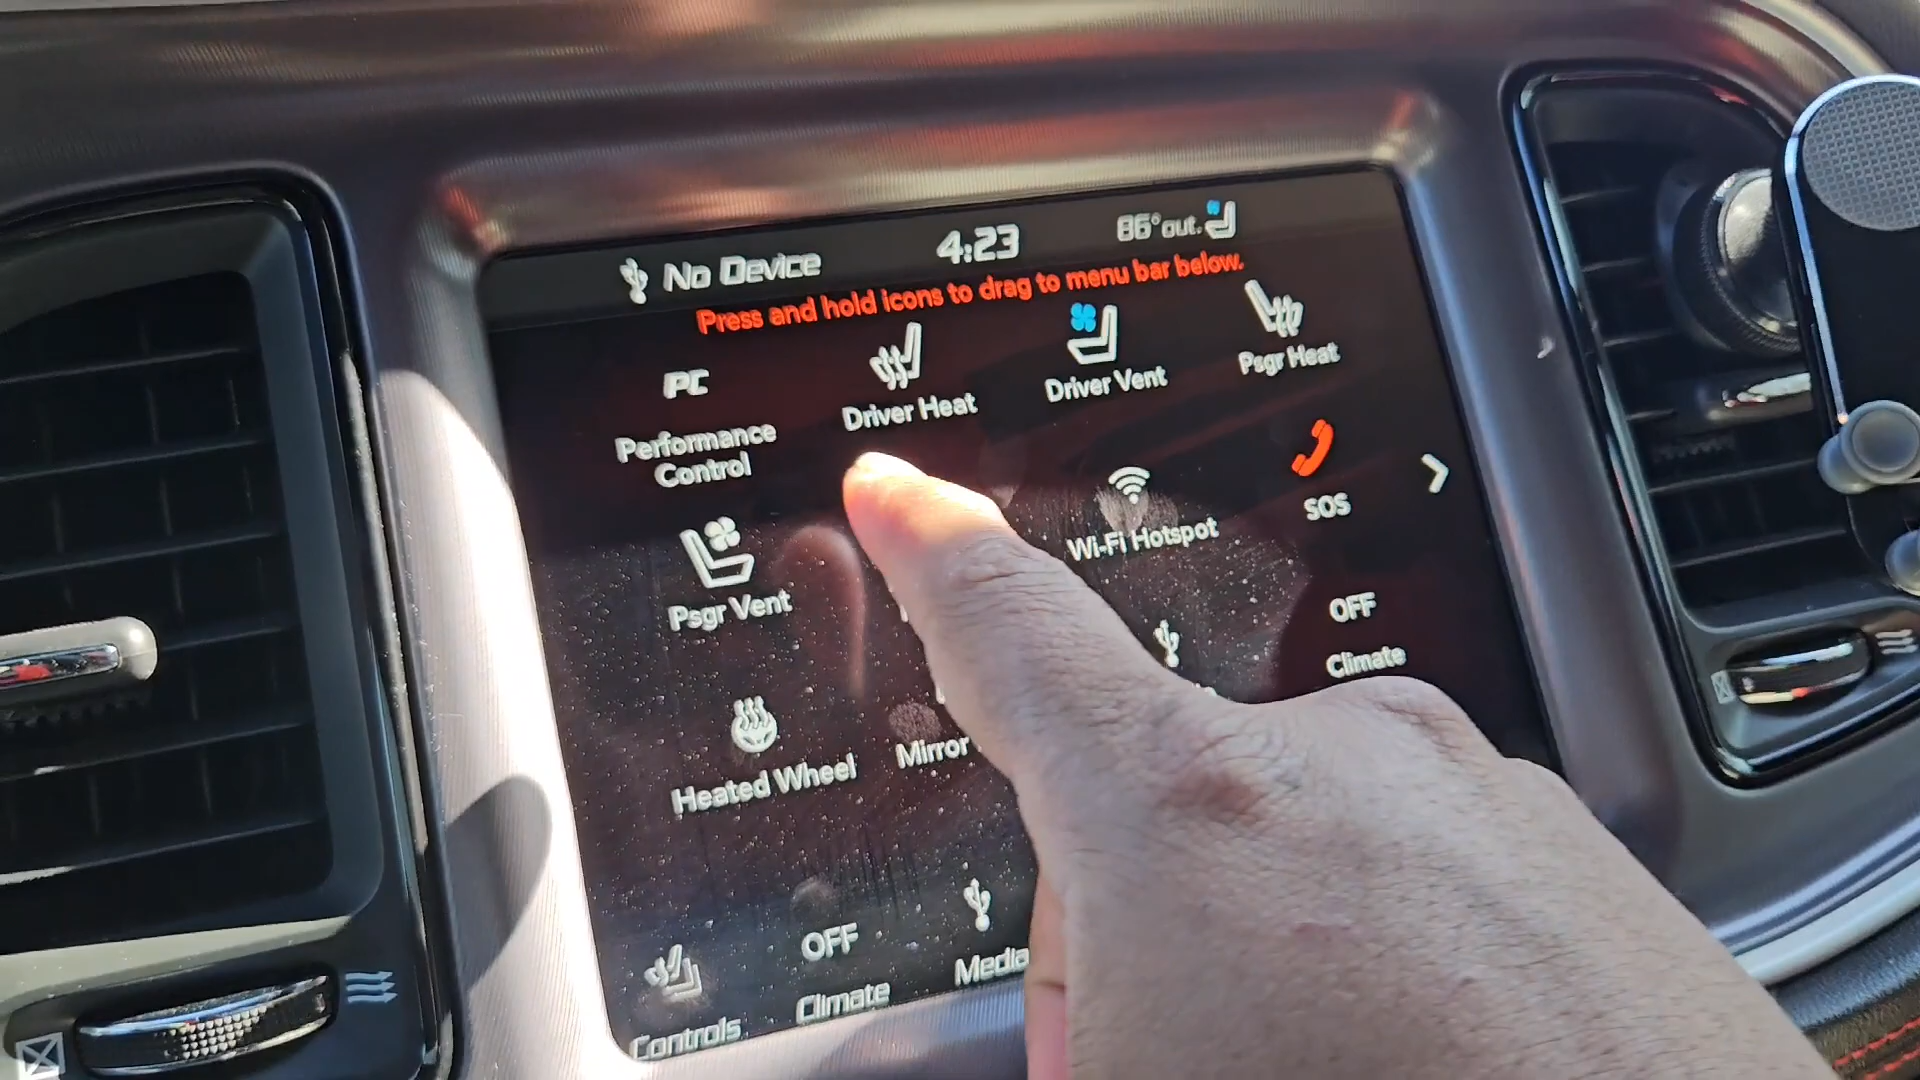 No Device
4:23
86° out.
Press and hold icons to drag to menu bar below.
PC
Performance
Control
Driver Heat
Driver Vent
Psgr Heat
Psgr Vent
Wi-Fi Hotspot
SOS
Heated Wheel
Mirror
OFF
Climate
Controls
OFF
Climate
Media